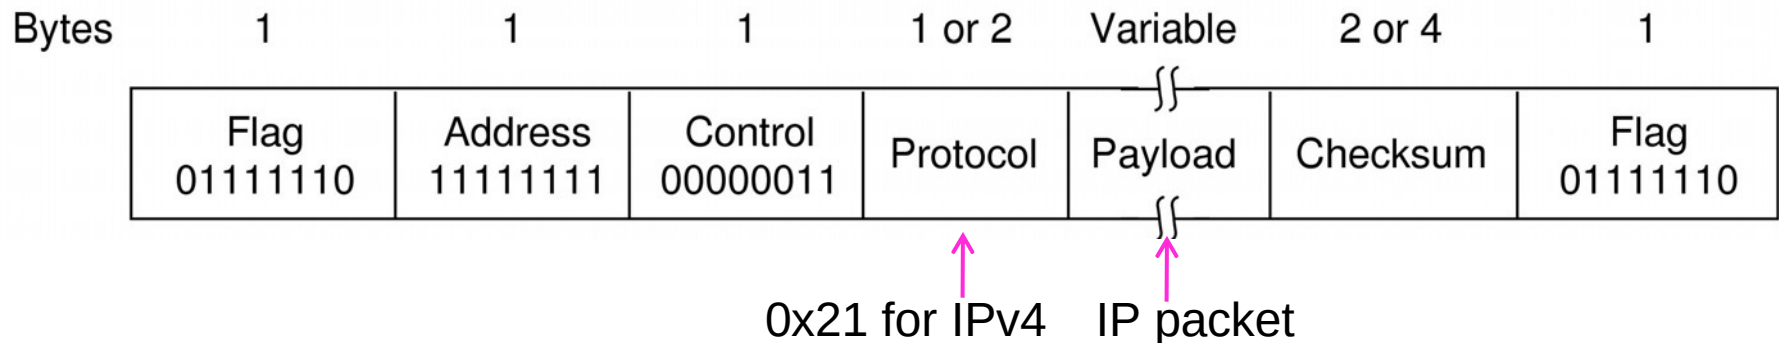 Bytes 1 1 1 1 or 2 Variable 2 or 4 1
Flag Address Control Protocol Payload Checksum Flag
01111110 11111111 00000011 01111110
0x21 for IPv4 IP packet